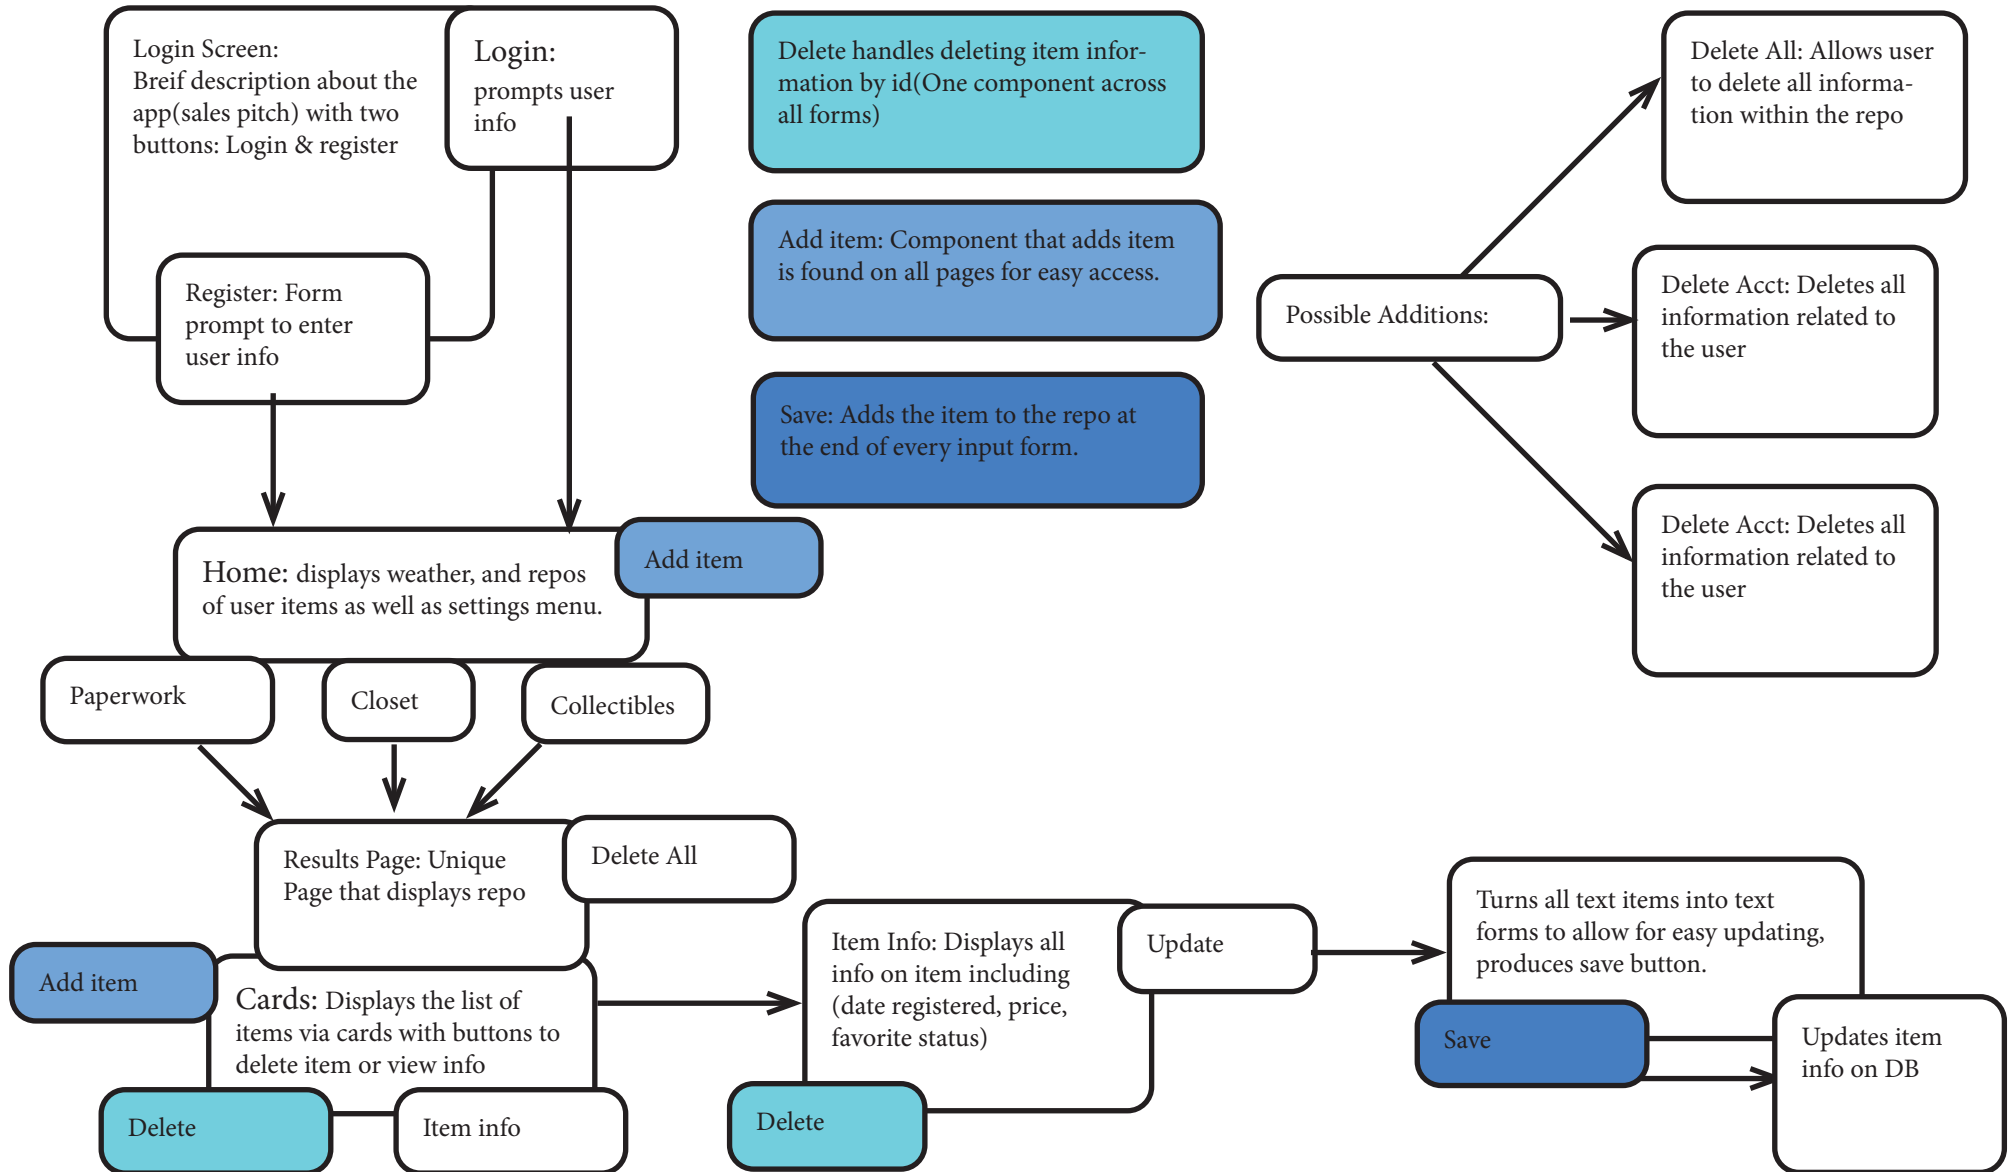 Login Screen:
Breif description about the
app(sales pitch) with two
buttons: Login & register
Login:
prompts user
info
Register: Form
prompt to enter
user info
Delete handles deleting item infor-
mation by id(One component across
all forms)
Add item: Component that adds item
is found on all pages for easy access.
Save: Adds the item to the repo at
the end of every input form.
Possible Additions:
Delete All: Allows user
to delete all informa-
tion within the repo
Delete Acct: Deletes all
information related to
the user
Delete Acct: Deletes all
information related to
the user
Home: displays weather, and repos
of user items as well as settings menu.
Add item
Paperwork
Closet
Collectibles
Results Page: Unique
Page that displays repo
Delete All
Add item
Cards: Displays the list of
items via cards with buttons to
delete item or view info
Delete
Item info
Item Info: Displays all
info on item including
(date registered, price,
favorite status)
Update
Delete
Turns all text items into text
forms to allow for easy updating,
produces save button.
Save
Updates item
info on DB